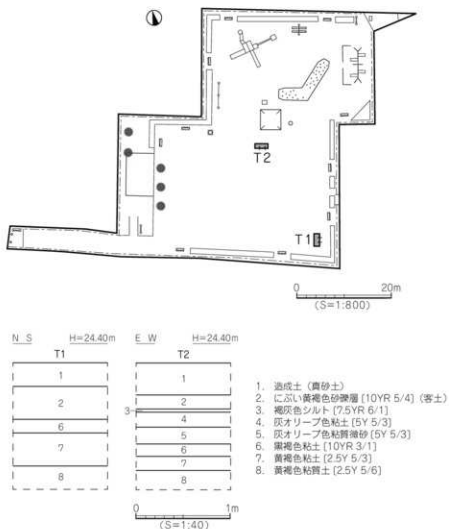 T2
T1
0 20m
(S=1:800)
N S H=24.40m E W H=24.40m
T1 T2
1
2
6
7
8
1
2
3
4
5
6
7
8
1. 造成土（真砂土）
2. にぶい黄褐色砂礫層 [10YR 5/4]（客土）
3. 褐灰色シルト [7.5YR 6/1]
4. 灰オリーブ色粘土 [5Y 5/3]
5. 灰オリーブ色粘質微砂 [5Y 5/3]
6. 黒褐色粘土 [10YR 3/1]
7. 黄褐色粘土 [2.5Y 5/3]
8. 黄褐色粘質土 [2.5Y 5/6]
0 1m
(S=1:40)